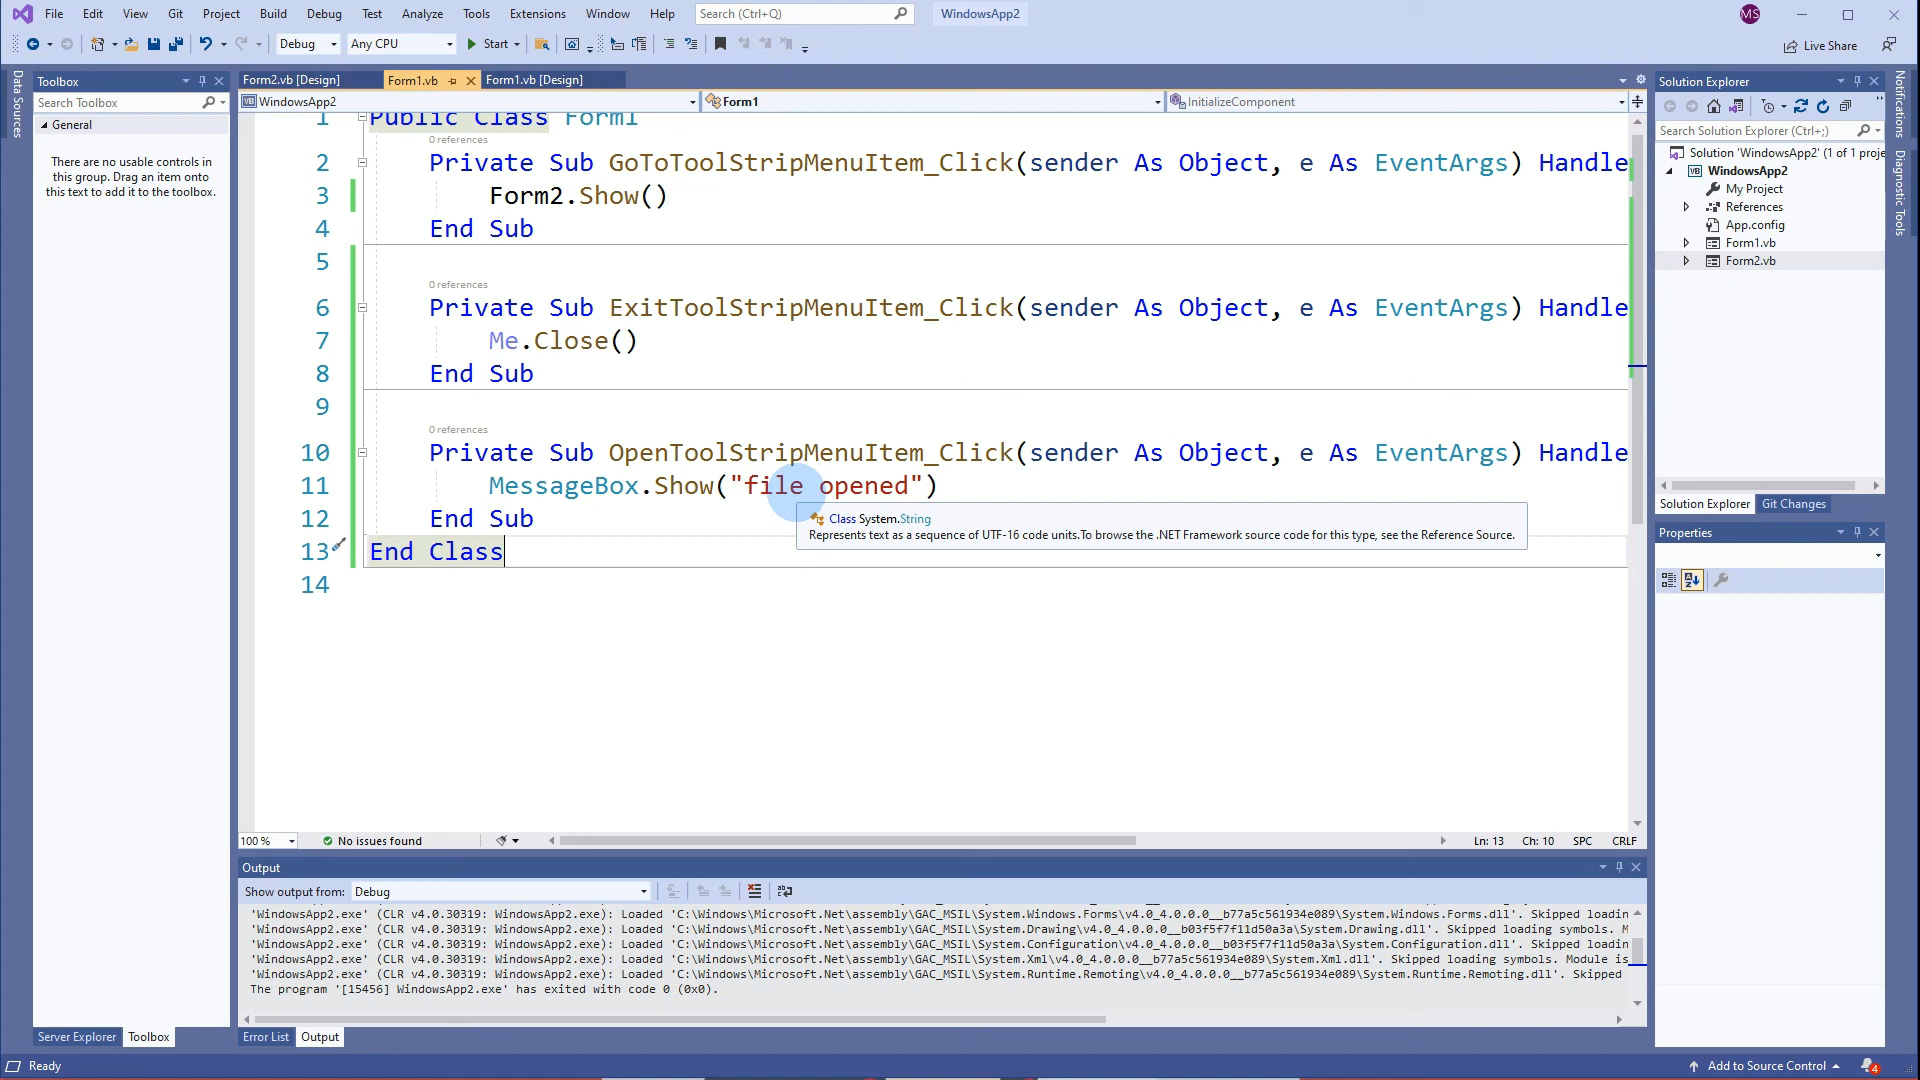 File Edit View Git Project Build Debug Test Analyze Tools Extensions Window Help Search (Ctrl+Q) WindowsApp2 MS
Debug Any CPU Start Live Share
Data Sources
Toolbox
Search Toolbox
General
There are no usable controls in
this group. Drag an item onto
this text to add it to the toolbox.
Server Explorer Toolbox
Form2.vb [Design] Form1.vb Form1.vb [Design]
VB WindowsApp2 Form1 InitializeComponent
1 Public Class Form1
0 references
2 Private Sub GoToToolStripMenuItem_Click(sender As Object, e As EventArgs) Handle
3 Form2.Show()
4 End Sub
5
0 references
6 Private Sub ExitToolStripMenuItem_Click(sender As Object, e As EventArgs) Handle
7 Me.Close()
8 End Sub
9
0 references
10 Private Sub OpenToolStripMenuItem_Click(sender As Object, e As EventArgs) Handle
11 MessageBox.Show("file opened")
Class System.String
Represents text as a sequence of UTF-16 code units.To browse the .NET Framework source code for this type, see the Reference Source.
12 End Sub
13 End Class
14
100 % No issues found Ln: 13 Ch: 10 SPC CRLF
Output
Show output from: Debug
'WindowsApp2.exe' (CLR v4.0.30319: WindowsApp2.exe): Loaded 'C:\Windows\Microsoft.Net\assembly\GAC_MSIL\System.Windows.Forms\v4.0_4.0.0.0__b77a5c561934e089\System.Windows.Forms.dll'. Skipped loadin
'WindowsApp2.exe' (CLR v4.0.30319: WindowsApp2.exe): Loaded 'C:\Windows\Microsoft.Net\assembly\GAC_MSIL\System.Drawing\v4.0_4.0.0.0__b03f5f7f11d50a3a\System.Drawing.dll'. Skipped loading symbols. M
'WindowsApp2.exe' (CLR v4.0.30319: WindowsApp2.exe): Loaded 'C:\Windows\Microsoft.Net\assembly\GAC_MSIL\System.Configuration\v4.0_4.0.0.0__b03f5f7f11d50a3a\System.Configuration.dll'. Skipped loadin
'WindowsApp2.exe' (CLR v4.0.30319: WindowsApp2.exe): Loaded 'C:\Windows\Microsoft.Net\assembly\GAC_MSIL\System.Xml\v4.0_4.0.0.0__b77a5c561934e089\System.Xml.dll'. Skipped loading symbols. Module is
'WindowsApp2.exe' (CLR v4.0.30319: WindowsApp2.exe): Loaded 'C:\Windows\Microsoft.Net\assembly\GAC_MSIL\System.Runtime.Remoting\v4.0_4.0.0.0__b77a5c561934e089\System.Runtime.Remoting.dll'. Skipped
The program '[15456] WindowsApp2.exe' has exited with code 0 (0x0).
Error List Output
Solution Explorer
Search Solution Explorer (Ctrl+;)
Solution 'WindowsApp2' (1 of 1 proje
VB WindowsApp2
My Project
References
App.config
Form1.vb
Form2.vb
Solution Explorer Git Changes
Properties
Notifications
Diagnostic Tools
Ready Add to Source Control 4